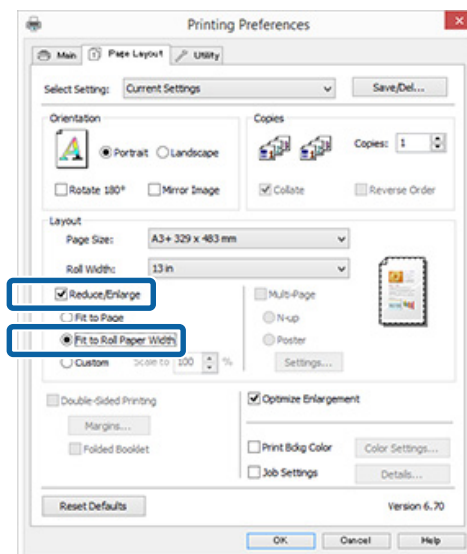 Printing Preferences
Main Page Layout Utility
Select Setting: Current Settings Save/Del...
Orientation Copies
Portrait Landscape Copies: 1
Rotate 180° Mirror Image Collate Reverse Order
Layout
Page Size: A3+ 329 x 483 mm
Roll Width: 13 in
Reduce/Enlarge Multi-Page
Fit to Page N-up
Fit to Roll Paper Width Poster
Custom Scale to 100 % Settings...
Double-Sided Printing Optimize Enlargement
Margins...
Folded Booklet Print Bckg Color Color Settings...
Job Settings Details...
Reset Defaults Version 6.70
OK Cancel Help